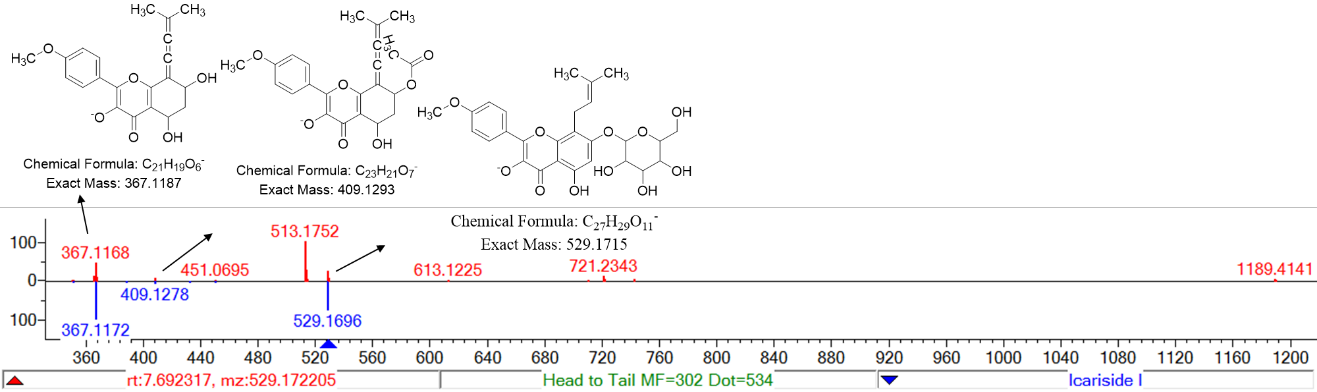 H₃C CH₃
H₃C-O
C
C
C
O
OH
⁻O
O
OH
Chemical Formula: C₂₁H₁₉O₆⁻
Exact Mass: 367.1187
H₃C CH₃
H₃C
C
C
C
O
O
H₃C-O
O
⁻O
O
OH
Chemical Formula: C₂₃H₂₁O₇⁻
Exact Mass: 409.1293
H₃C CH₃
OH
H₃C-O
O
O
O
OH
⁻O
HO
O
OH
OH
Chemical Formula: C₂₇H₂₉O₁₁⁻
Exact Mass: 529.1715
100
0
100
367.1168
451.0695
513.1752
613.1225
721.2343
1189.4141
367.1172
409.1278
529.1696
360 400 440 480 520 560 600 640 680 720 760 800 840 880 920 960 1000 1040 1080 1120 1160 1200
rt:7.692317, mz:529.172205
Head to Tail MF=302 Dot=534
Icariside I